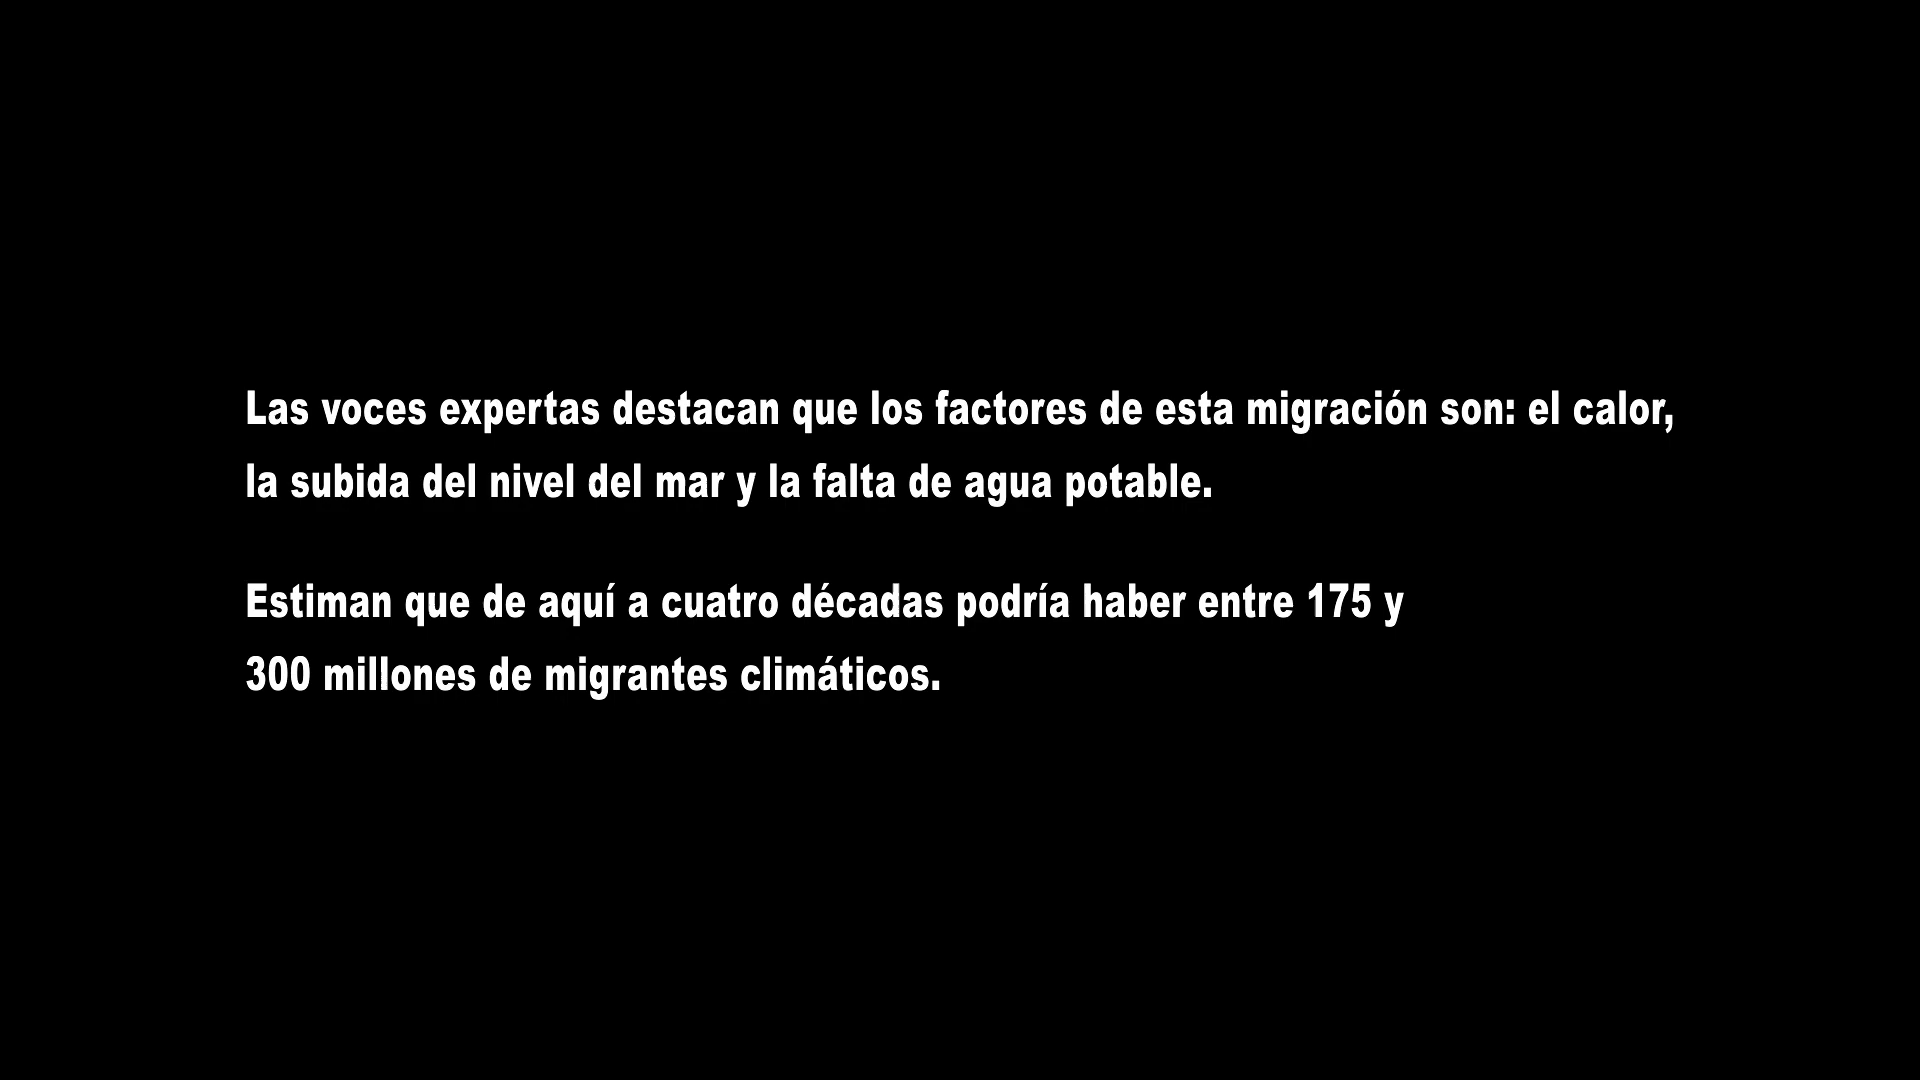 Las voces expertas destacan que los factores de esta migración son: el calor,
la subida del nivel del mar y la falta de agua potable.
Estiman que de aquí a cuatro décadas podría haber entre 175 y
300 millones de migrantes climáticos.